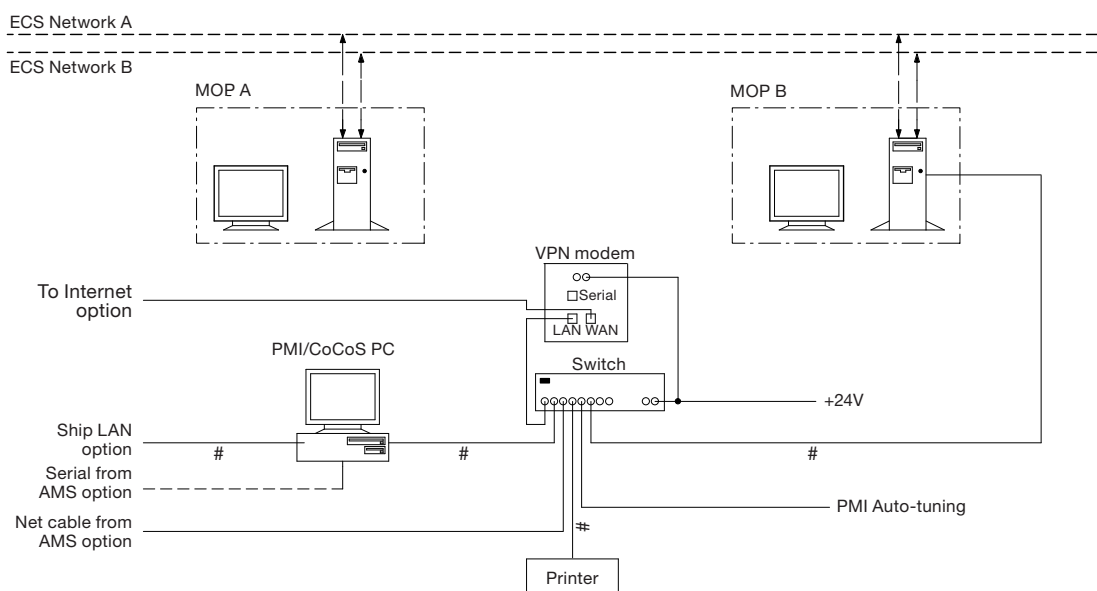 ECS Network A
ECS Network B
MOP A
MOP B
VPN modem
Serial
LAN WAN
To Internet
option
PMI/CoCoS PC
Switch
+24V
Ship LAN
option
#
#
#
Serial from
AMS option
Net cable from
AMS option
PMI Auto-tuning
#
Printer